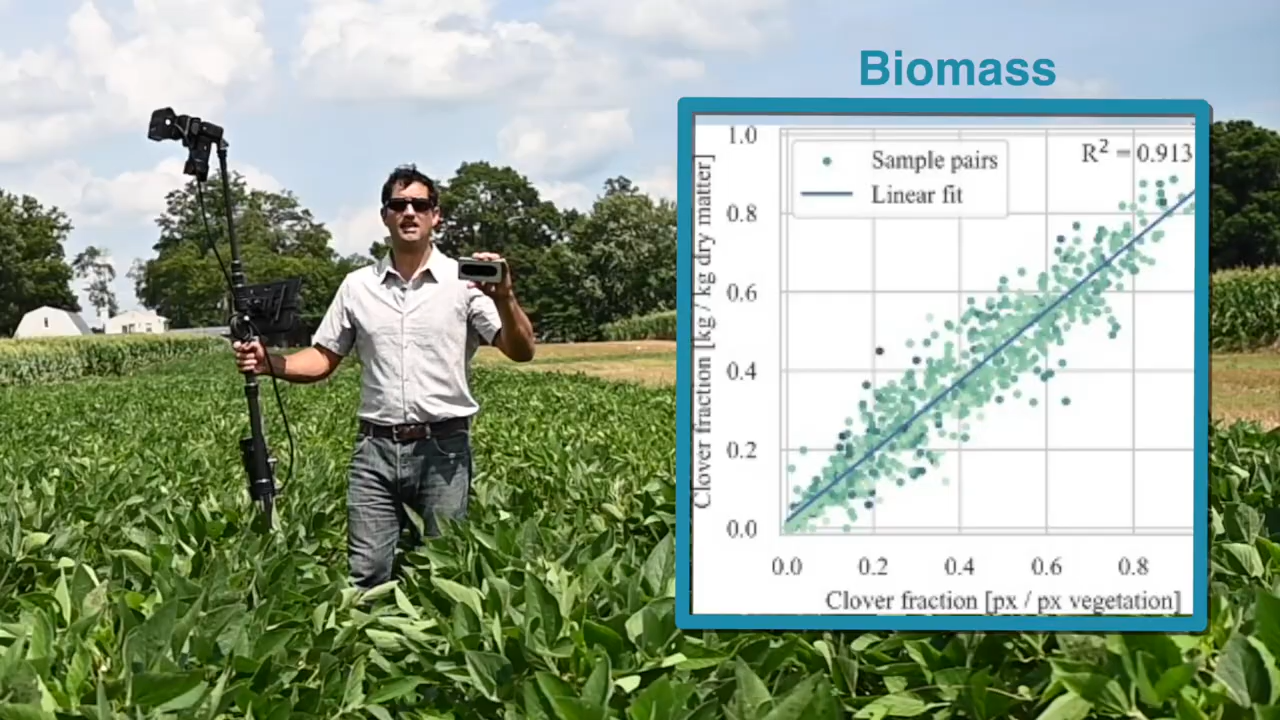 Biomass
1.0
Sample pairs
R² = 0.913
Linear fit
0.8
0.6
0.4
0.2
0.0
Clover fraction [kg / kg dry matter]
0.0 0.2 0.4 0.6 0.8
Clover fraction [px / px vegetation]